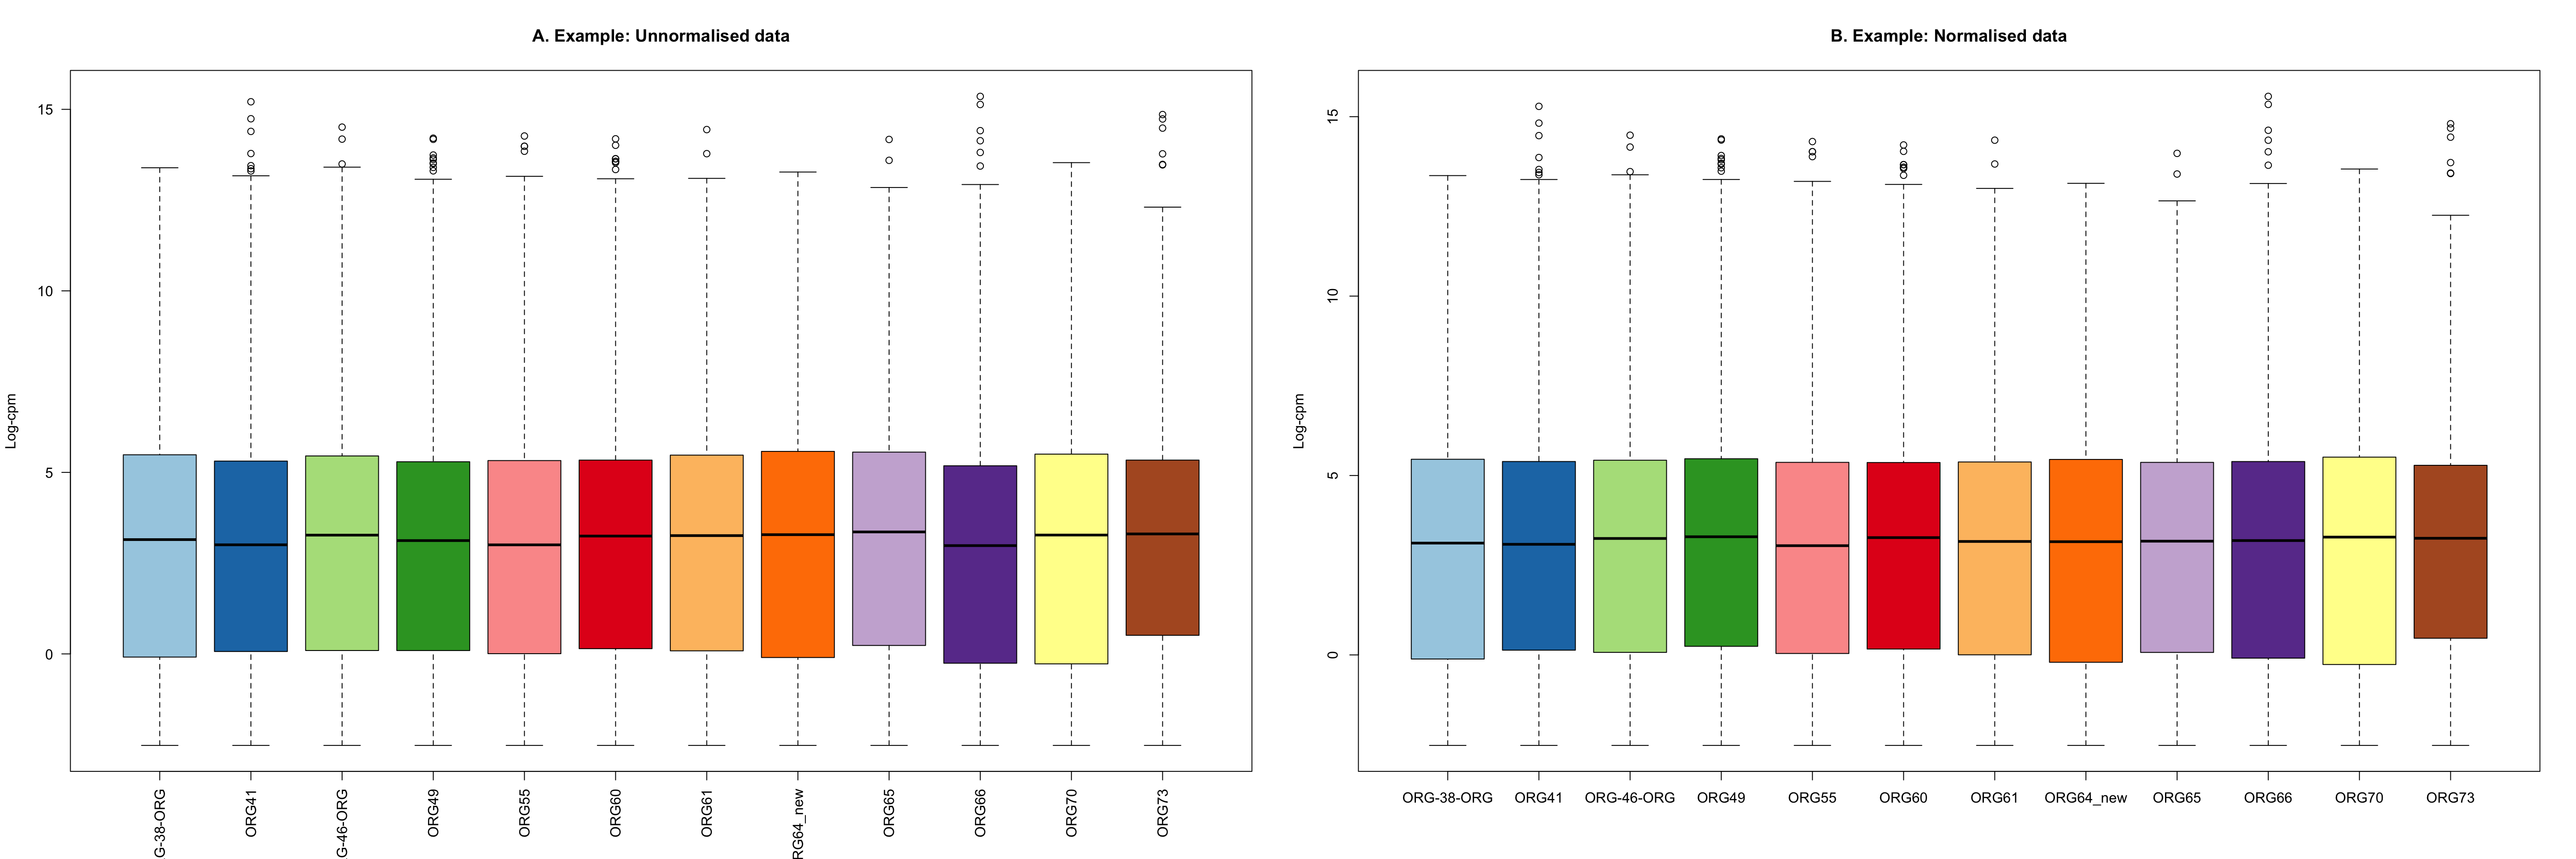 A. Example: Unnormalised data
Log-cpm
15
10
5
0
G-38-ORG
ORG41
G-46-ORG
ORG49
ORG55
ORG60
ORG61
RG64_new
ORG65
ORG66
ORG70
ORG73
B. Example: Normalised data
Log-cpm
15
10
5
0
ORG-38-ORG
ORG41
ORG-46-ORG
ORG49
ORG55
ORG60
ORG61
ORG64_new
ORG65
ORG66
ORG70
ORG73